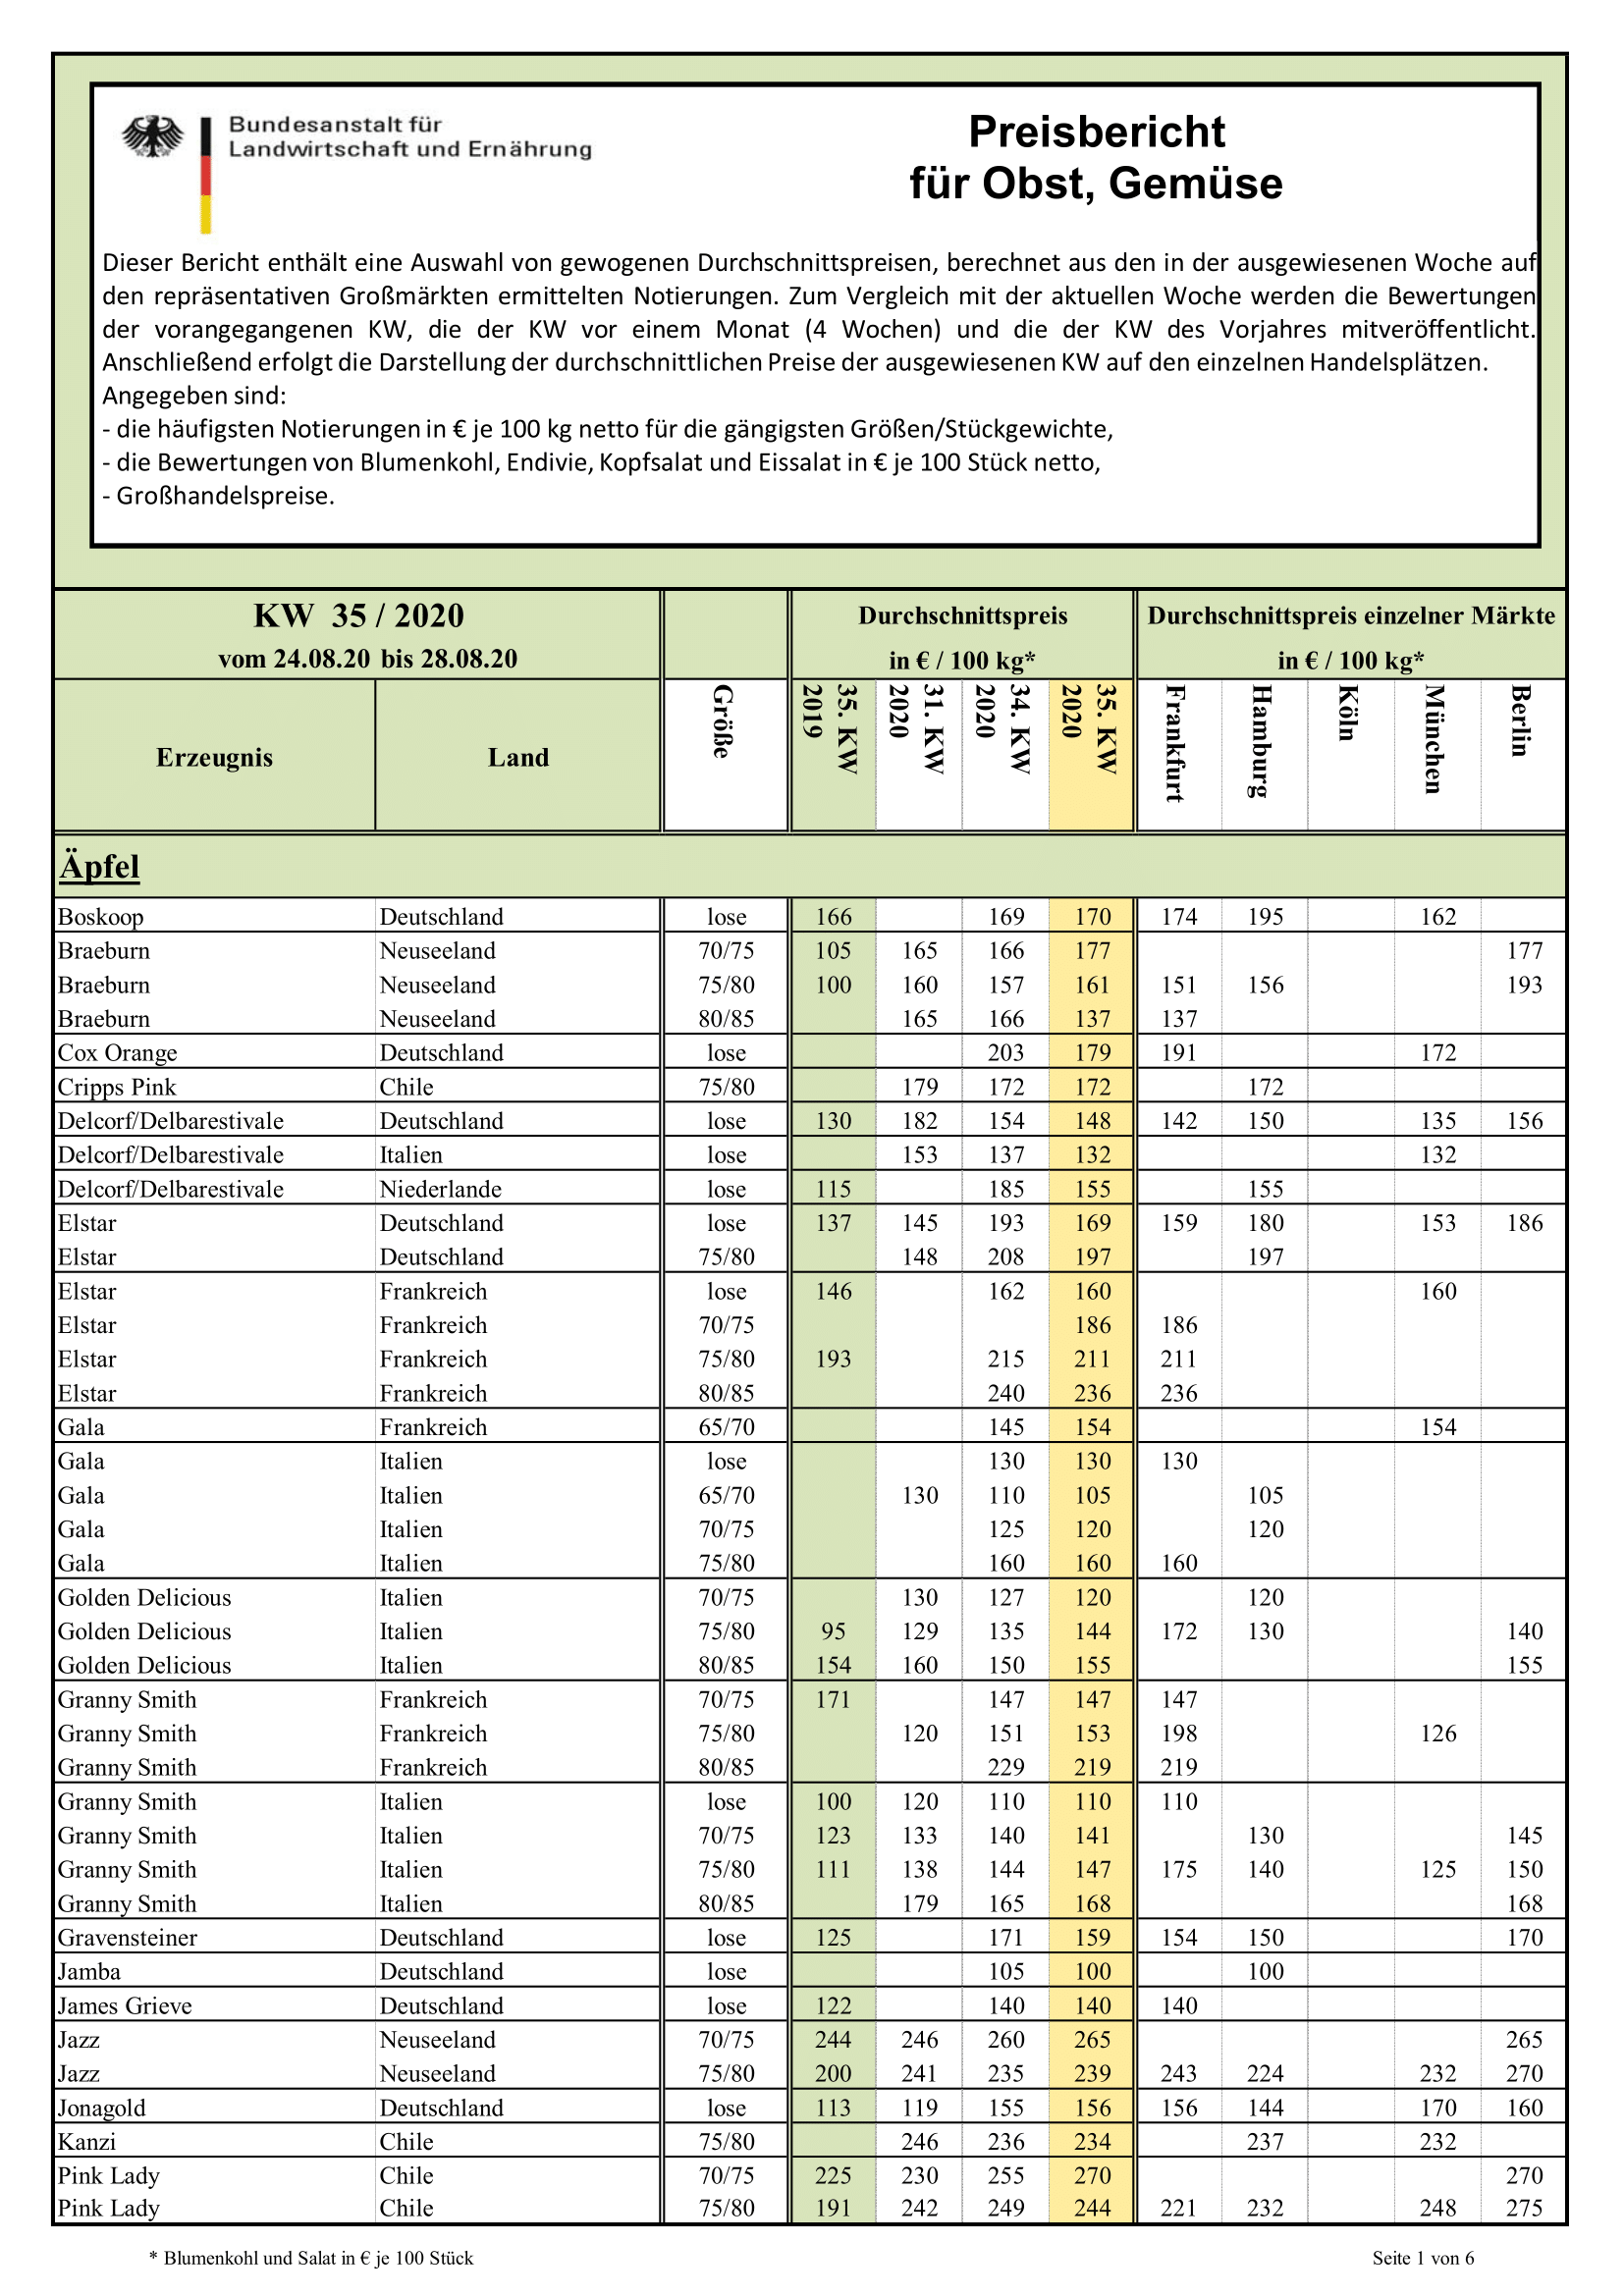 Bundesanstalt für
Landwirtschaft und Ernährung
Preisbericht
für Obst, Gemüse
Dieser Bericht enthält eine Auswahl von gewogenen Durchschnittspreisen, berechnet aus den in der ausgewiesenen Woche auf
den repräsentativen Großmärkten ermittelten Notierungen. Zum Vergleich mit der aktuellen Woche werden die Bewertungen
der vorangegangenen KW, die der KW vor einem Monat (4 Wochen) und die der KW des Vorjahres mitveröffentlicht.
Anschließend erfolgt die Darstellung der durchschnittlichen Preise der ausgewiesenen KW auf den einzelnen Handelsplätzen.
Angegeben sind:
- die häufigsten Notierungen in € je 100 kg netto für die gängigsten Größen/Stückgewichte,
- die Bewertungen von Blumenkohl, Endivie, Kopfsalat und Eissalat in € je 100 Stück netto,
- Großhandelspreise.
KW 35 / 2020 Durchschnittspreis Durchschnittspreis einzelner Märkte
vom 24.08.20 bis 28.08.20 in € / 100 kg* in € / 100 kg*
Erzeugnis Land Größe 35. KW 2019 31. KW 2020 34. KW 2020 35. KW 2020 Frankfurt Hamburg Köln München Berlin
Äpfel
Boskoop Deutschland lose 166 169 170 174 195 162
Braeburn Neuseeland 70/75 105 165 166 177 177
Braeburn Neuseeland 75/80 100 160 157 161 151 156 193
Braeburn Neuseeland 80/85 165 166 137 137
Cox Orange Deutschland lose 203 179 191 172
Cripps Pink Chile 75/80 179 172 172 172
Delcorf/Delbarestivale Deutschland lose 130 182 154 148 142 150 135 156
Delcorf/Delbarestivale Italien lose 153 137 132 132
Delcorf/Delbarestivale Niederlande lose 115 185 155 155
Elstar Deutschland lose 137 145 193 169 159 180 153 186
Elstar Deutschland 75/80 148 208 197 197
Elstar Frankreich lose 146 162 160 160
Elstar Frankreich 70/75 186 186
Elstar Frankreich 75/80 193 215 211 211
Elstar Frankreich 80/85 240 236 236
Gala Frankreich 65/70 145 154 154
Gala Italien lose 130 130 130
Gala Italien 65/70 130 110 105 105
Gala Italien 70/75 125 120 120
Gala Italien 75/80 160 160 160
Golden Delicious Italien 70/75 130 127 120 120
Golden Delicious Italien 75/80 95 129 135 144 172 130 140
Golden Delicious Italien 80/85 154 160 150 155 155
Granny Smith Frankreich 70/75 171 147 147 147
Granny Smith Frankreich 75/80 120 151 153 198 126
Granny Smith Frankreich 80/85 229 219 219
Granny Smith Italien lose 100 120 110 110 110
Granny Smith Italien 70/75 123 133 140 141 130 145
Granny Smith Italien 75/80 111 138 144 147 175 140 125 150
Granny Smith Italien 80/85 179 165 168 168
Gravensteiner Deutschland lose 125 171 159 154 150 170
Jamba Deutschland lose 105 100 100
James Grieve Deutschland lose 122 140 140 140
Jazz Neuseeland 70/75 244 246 260 265 265
Jazz Neuseeland 75/80 200 241 235 239 243 224 232 270
Jonagold Deutschland lose 113 119 155 156 156 144 170 160
Kanzi Chile 75/80 246 236 234 237 232
Pink Lady Chile 70/75 225 230 255 270 270
Pink Lady Chile 75/80 191 242 249 244 221 232 248 275
* Blumenkohl und Salat in € je 100 Stück Seite 1 von 6